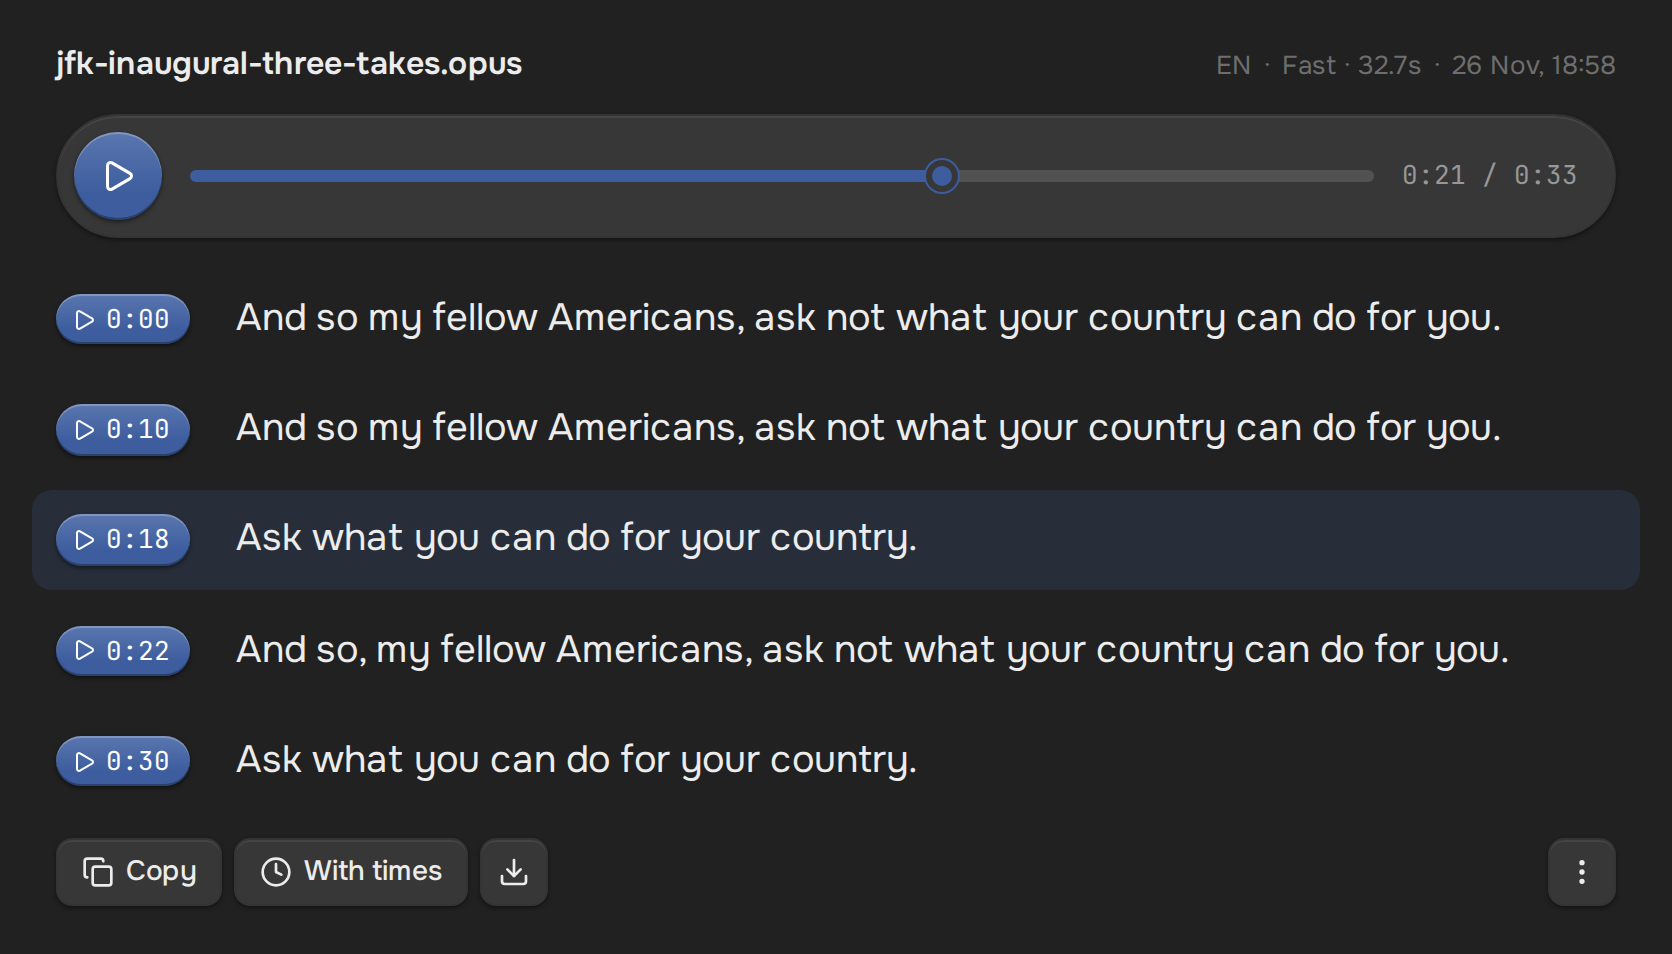 jfk-inaugural-three-takes.opus
EN · Fast · 32.7s · 26 Nov, 18:58
0:21 / 0:33
0:00 And so my fellow Americans, ask not what your country can do for you.
0:10 And so my fellow Americans, ask not what your country can do for you.
0:18 Ask what you can do for your country.
0:22 And so, my fellow Americans, ask not what your country can do for you.
0:30 Ask what you can do for your country.
Copy With times